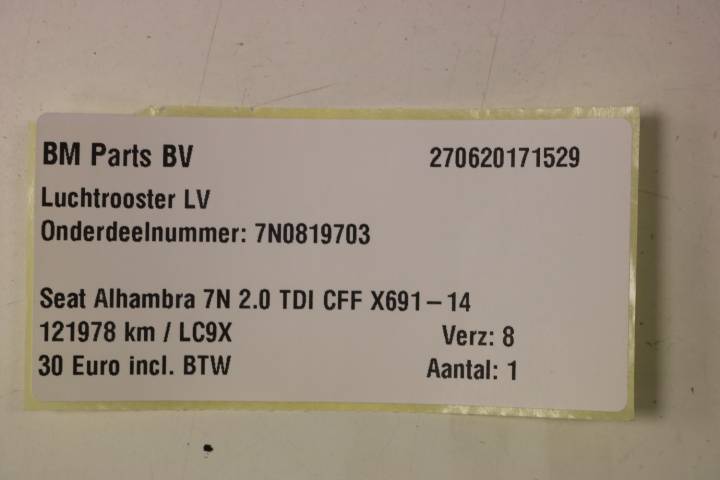 BM Parts BV 270620171529
Luchtrooster LV
Onderdeelnummer: 7N0819703
Seat Alhambra 7N 2.0 TDI CFF X691-14
121978 km / LC9X Verz: 8
30 Euro incl. BTW Aantal: 1